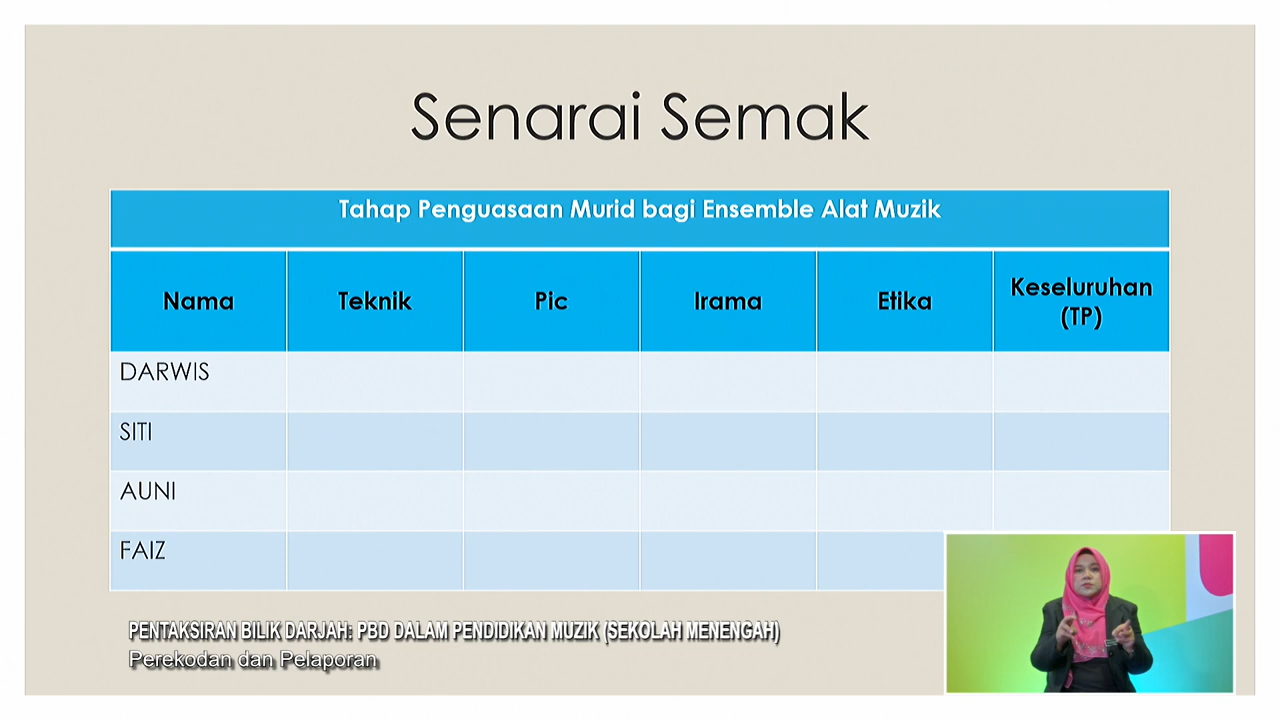 Senarai Semak
Tahap Penguasaan Murid bagi Ensemble Alat Muzik
Nama Teknik Pic Irama Etika Keseluruhan (TP)
DARWIS
SITI
AUNI
FAIZ
PENTAKSIRAN BILIK DARJAH: PBD DALAM PENDIDIKAN MUZIK (SEKOLAH MENENGAH)
Perekodan dan Pelaporan